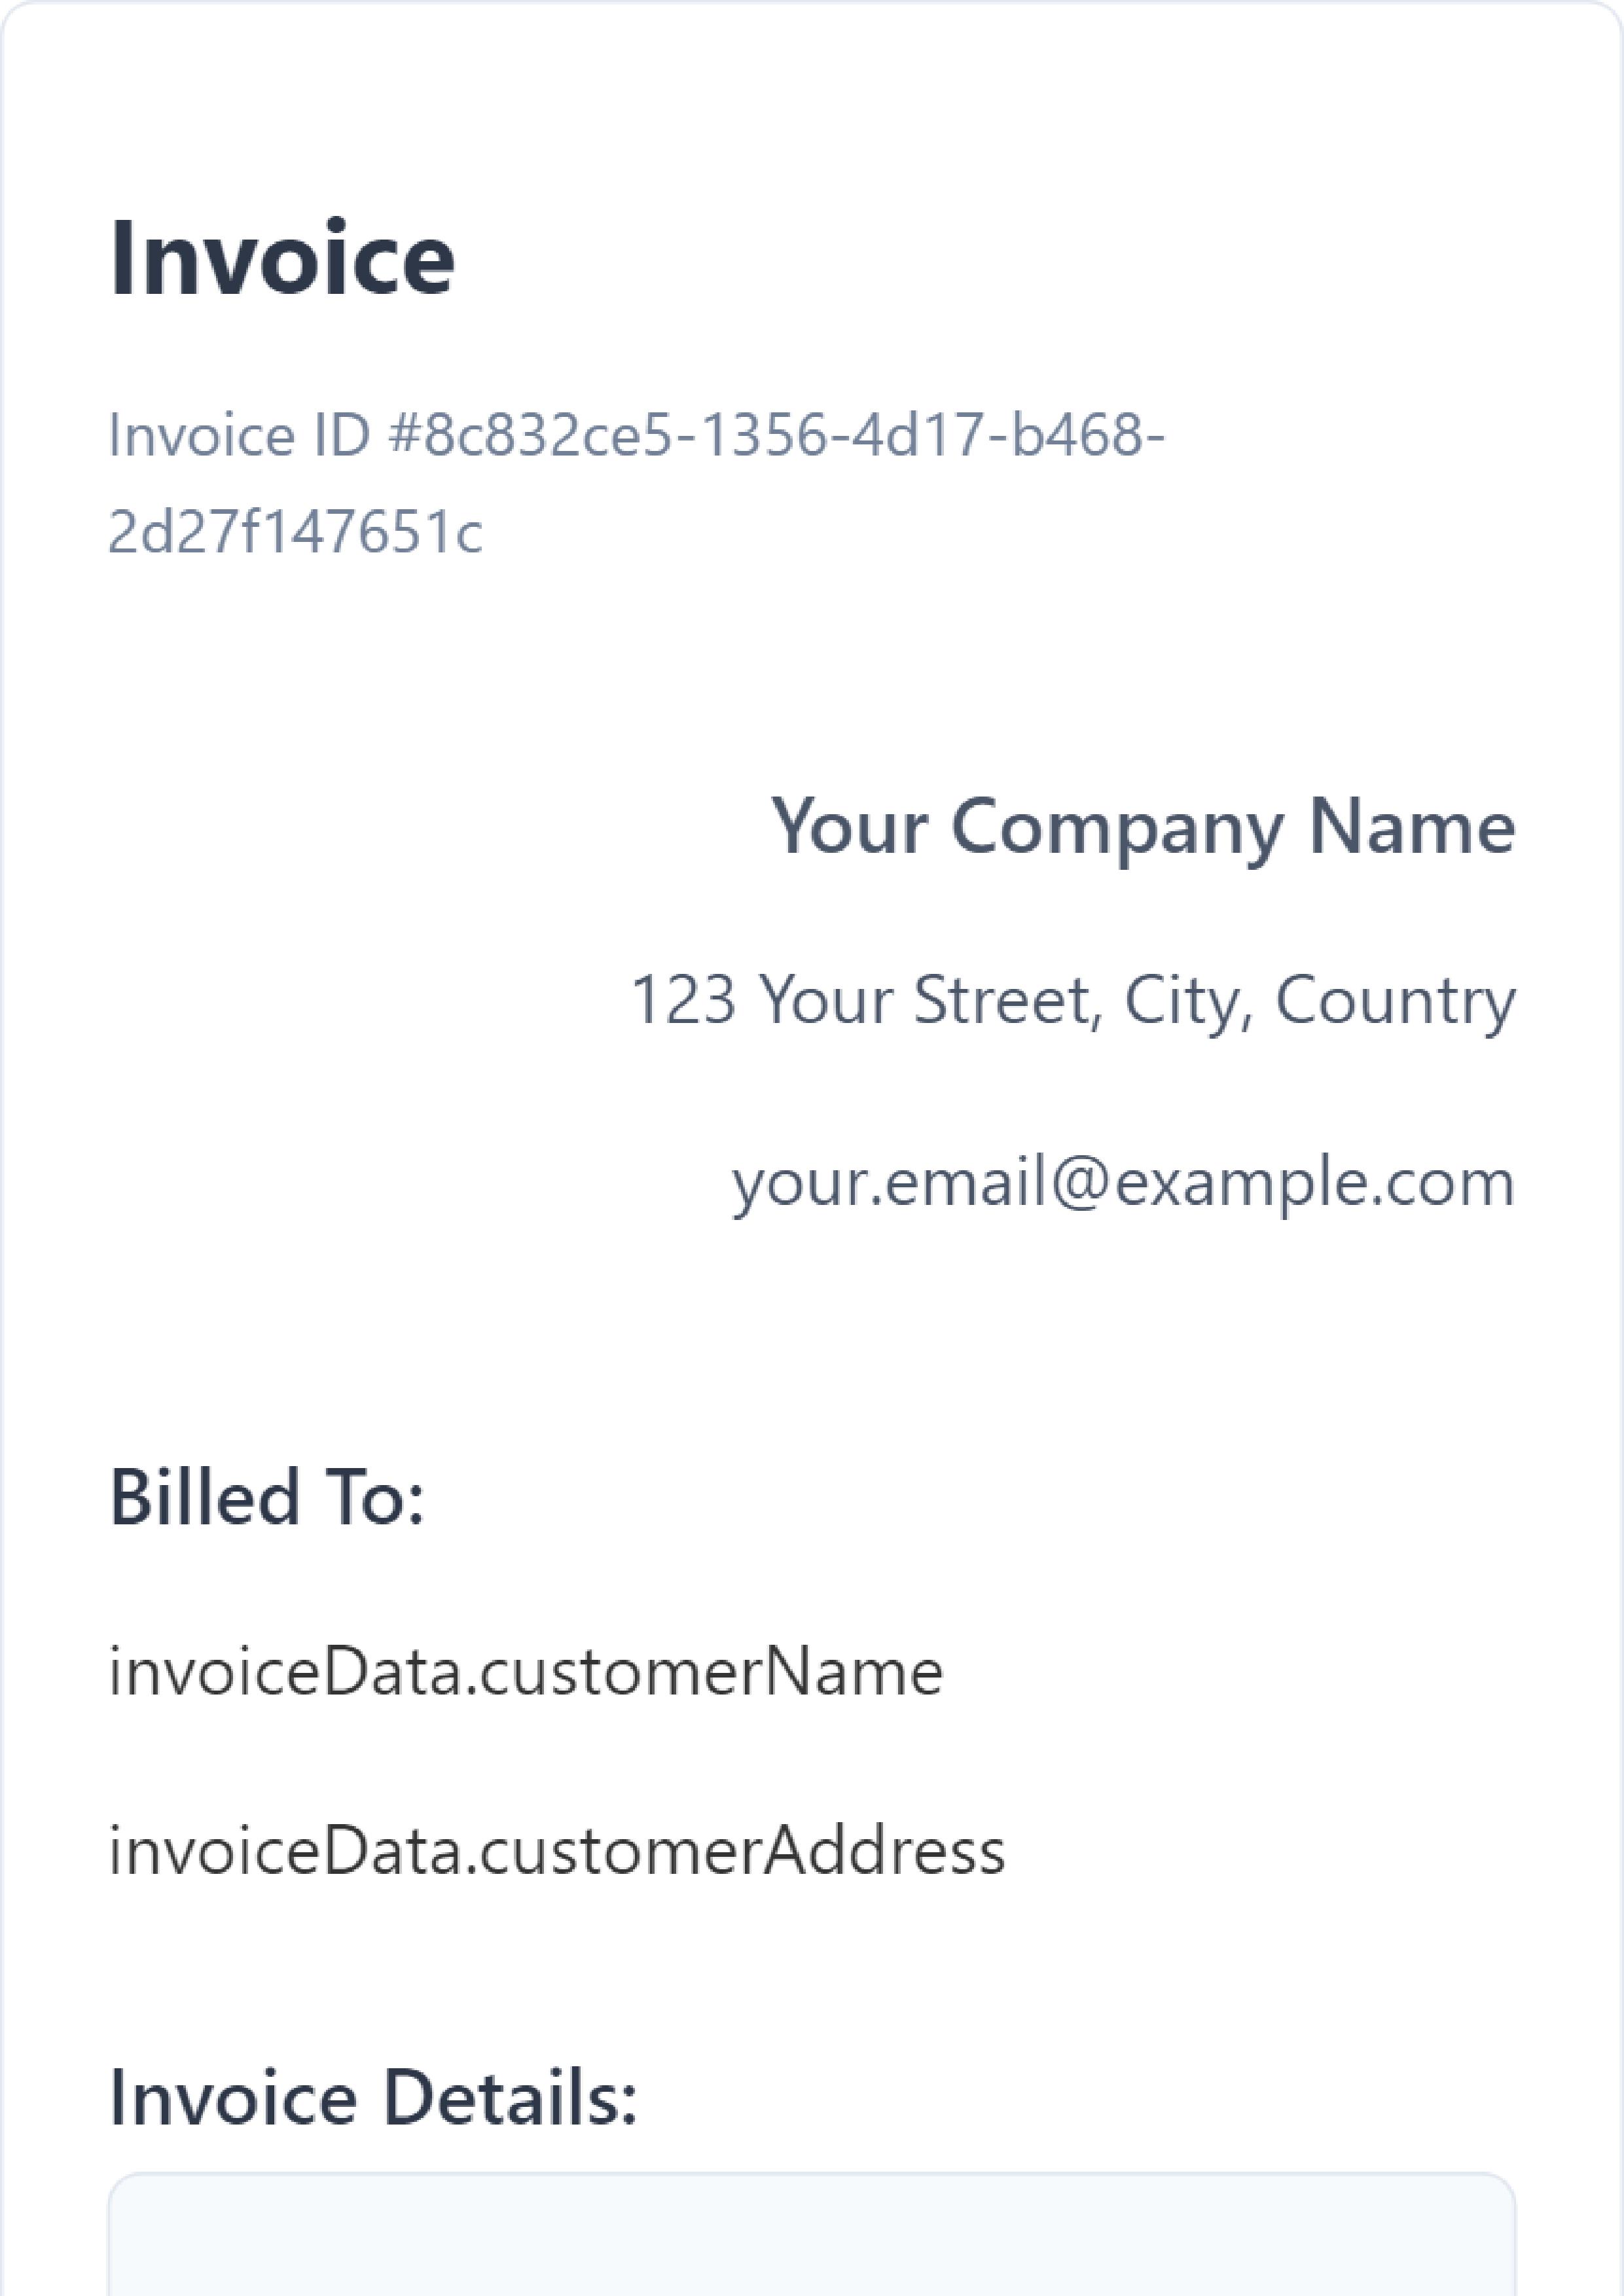 Invoice
Invoice ID #8c832ce5-1356-4d17-b468-
2d27f147651c
Your Company Name
123 Your Street, City, Country
your.email@example.com
Billed To:
invoiceData.customerName
invoiceData.customerAddress
Invoice Details: